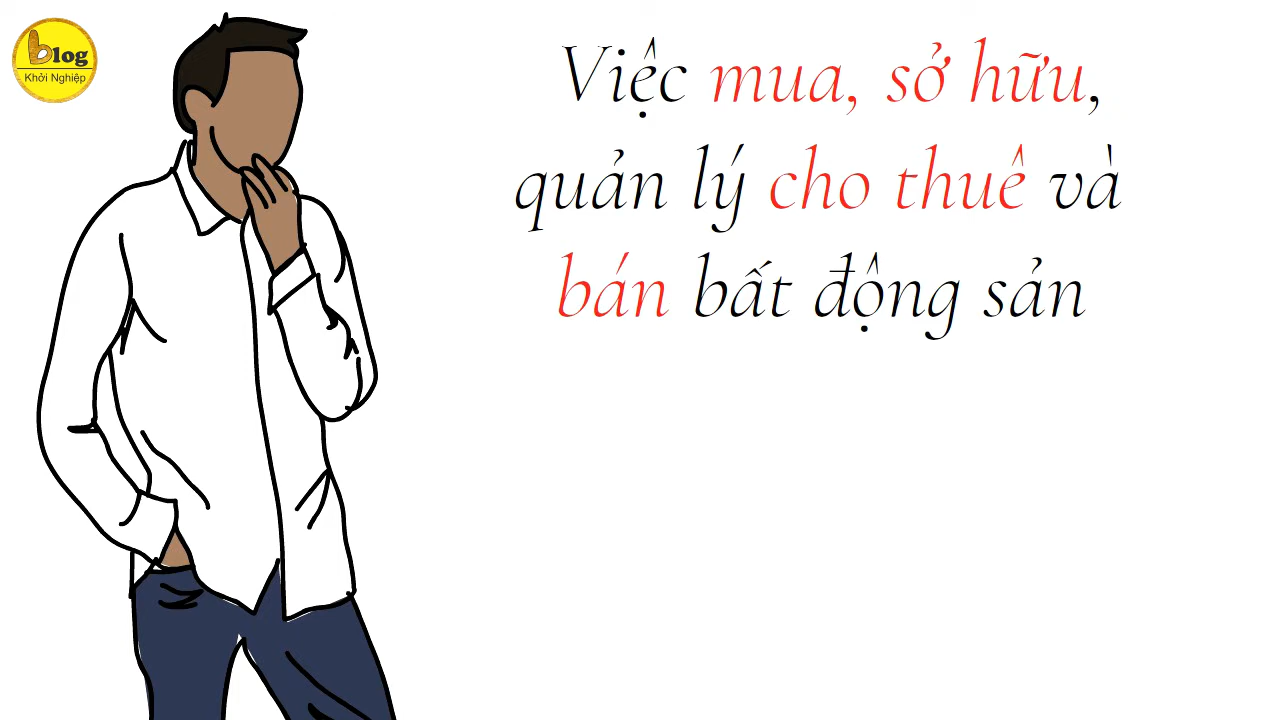 blog
Khởi Nghiệp
Việc mua, sở hữu,
quản lý cho thuê và
bán bất động sản